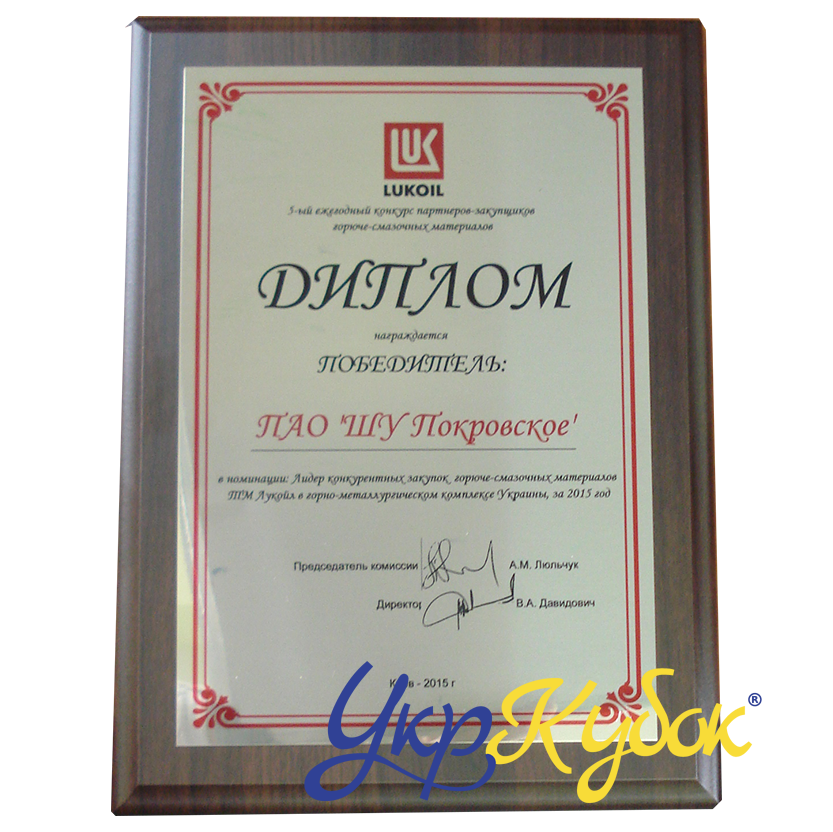 LUK
LUKOIL
5-ый ежегодный конкурс партнеров-закупщиков
горюче-смазочных материалов
ДИПЛОМ
награждается
ПОБЕДИТЕЛЬ:
ПАО 'ШУ Покровское'
в номинации: Лидер конкурентных закупок горюче-смазочных материалов
ТМ Лукойл в горно-металлургическом комплексе Украины, за 2015 год
Председатель комиссии А.М. Люльчук
Директор В.А. Давидович
- 2015 г
УкрКубок®